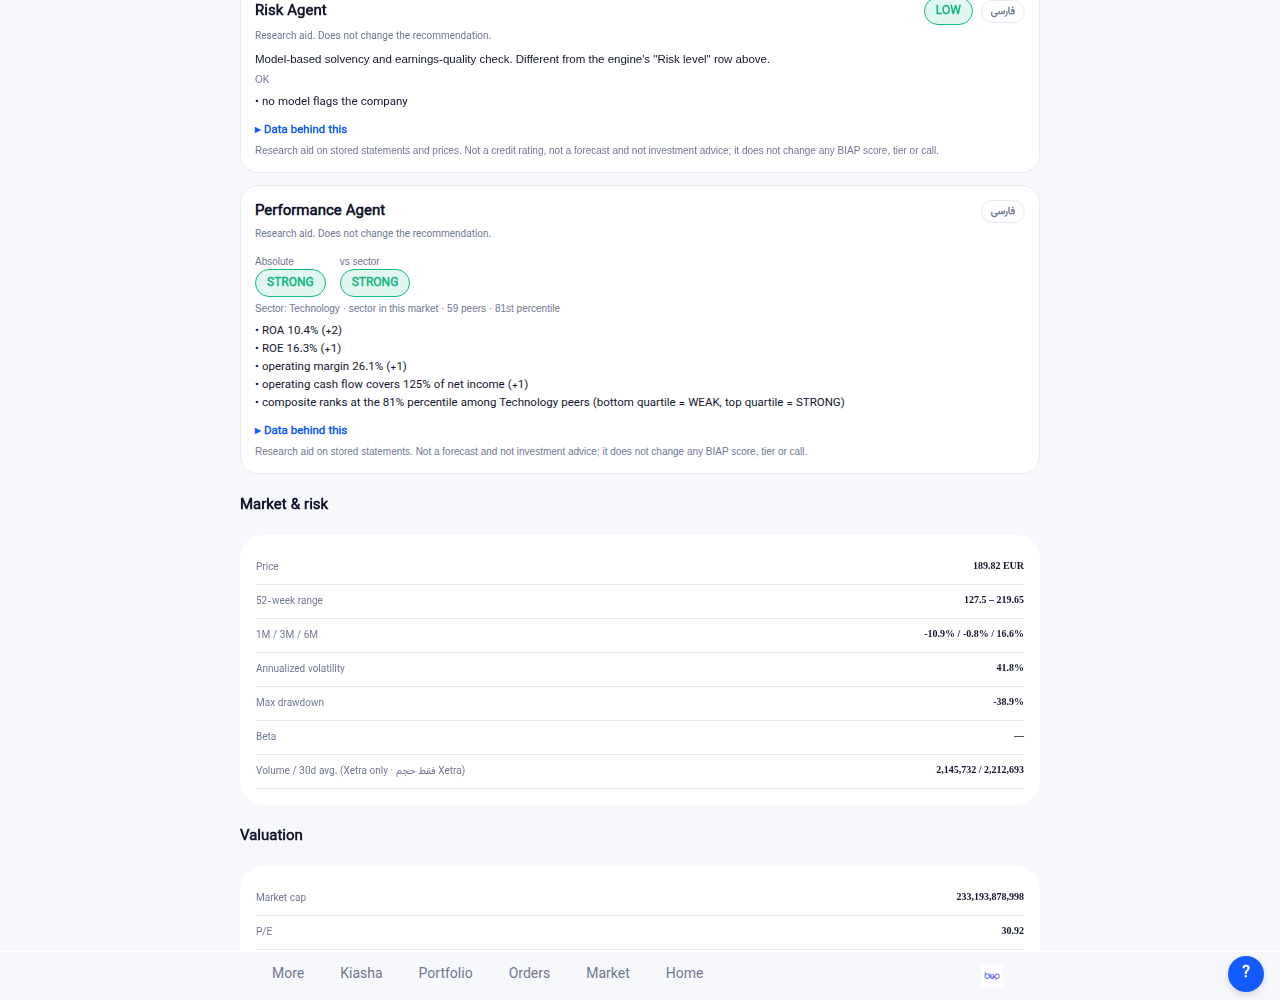 Risk Agent
LOW
فارسی
Research aid. Does not change the recommendation.
Model-based solvency and earnings-quality check. Different from the engine's "Risk level" row above.
OK
• no model flags the company
▸ Data behind this
Research aid on stored statements and prices. Not a credit rating, not a forecast and not investment advice; it does not change any BIAP score, tier or call.
Performance Agent
فارسی
Research aid. Does not change the recommendation.
Absolute vs sector
STRONG STRONG
Sector: Technology · sector in this market · 59 peers · 81st percentile
• ROA 10.4% (+2)
• ROE 16.3% (+1)
• operating margin 26.1% (+1)
• operating cash flow covers 125% of net income (+1)
• composite ranks at the 81% percentile among Technology peers (bottom quartile = WEAK, top quartile = STRONG)
▸ Data behind this
Research aid on stored statements. Not a forecast and not investment advice; it does not change any BIAP score, tier or call.
Market & risk
Price 189.82 EUR
52-week range 127.5 – 219.65
1M / 3M / 6M -10.9% / -0.8% / 16.6%
Annualized volatility 41.8%
Max drawdown -38.9%
Beta —
Volume / 30d avg. (Xetra only · فقط حجم Xetra) 2,145,732 / 2,212,693
Valuation
Market cap 233,193,878,998
P/E 30.92
More Kiasha Portfolio Orders Market Home
?